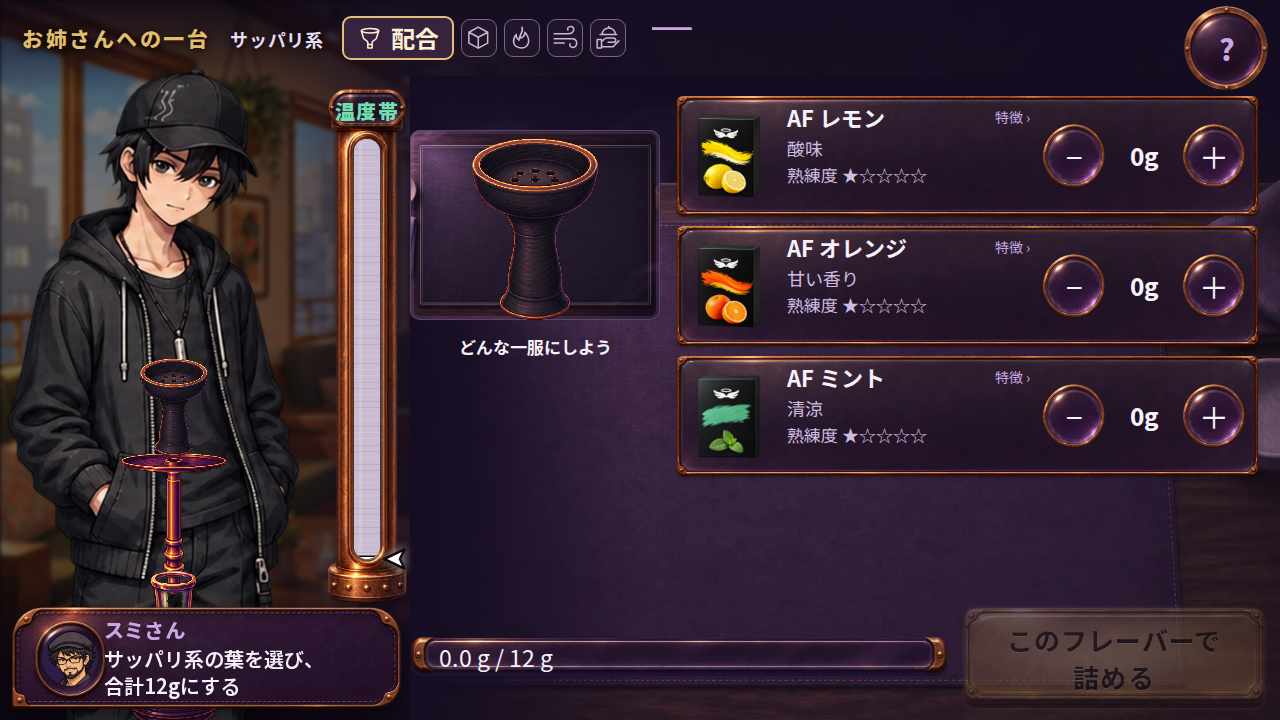 お姉さんへの一台 サッパリ系 配合
?
温度帯
どんな一服にしよう
AF レモン 特徴 ›
酸味
熟練度 ★☆☆☆☆
− 0g +
AF オレンジ 特徴 ›
甘い香り
熟練度 ★☆☆☆☆
− 0g +
AF ミント 特徴 ›
清涼
熟練度 ★☆☆☆☆
− 0g +
スミさん
サッパリ系の葉を選び、
合計12gにする
0.0 g / 12 g
このフレーバーで
詰める